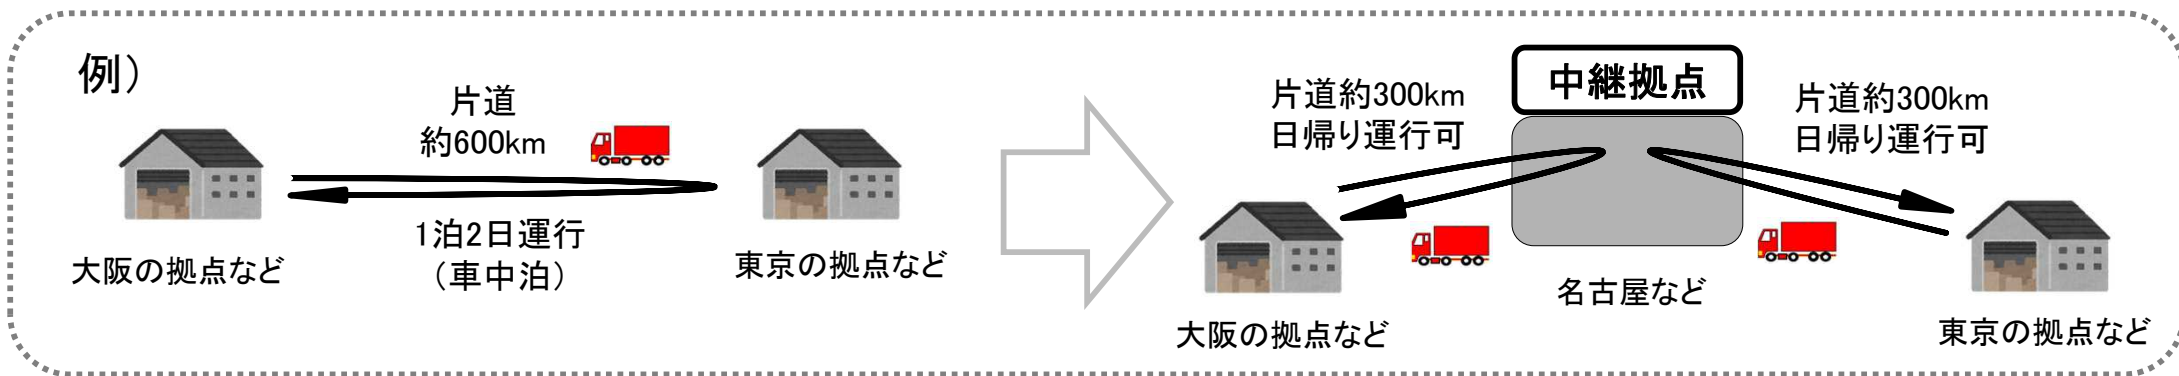 例）
片道
約600km
1泊2日運行
（車中泊）
大阪の拠点など
東京の拠点など
片道約300km
日帰り運行可
中継拠点
片道約300km
日帰り運行可
名古屋など
大阪の拠点など
東京の拠点など